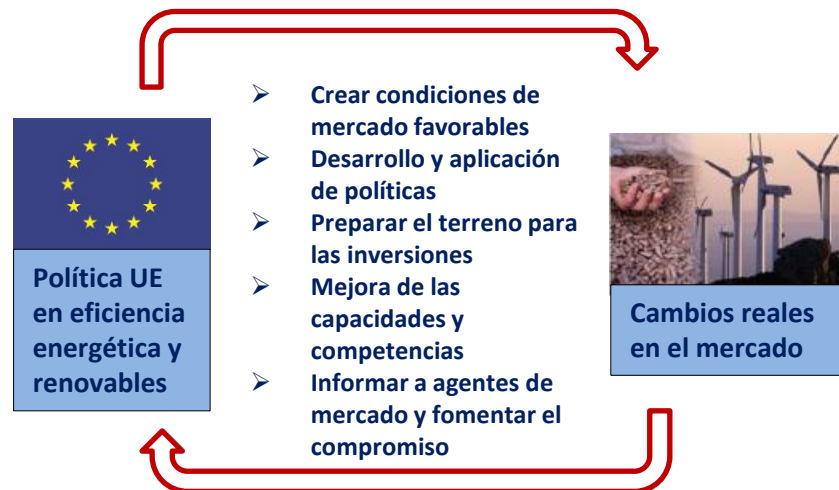 Política UE
en eficiencia
energética y
renovables
➢ Crear condiciones de
mercado favorables
➢ Desarrollo y aplicación
de políticas
➢ Preparar el terreno para
las inversiones
➢ Mejora de las
capacidades y
competencias
➢ Informar a agentes de
mercado y fomentar el
compromiso
Cambios reales
en el mercado